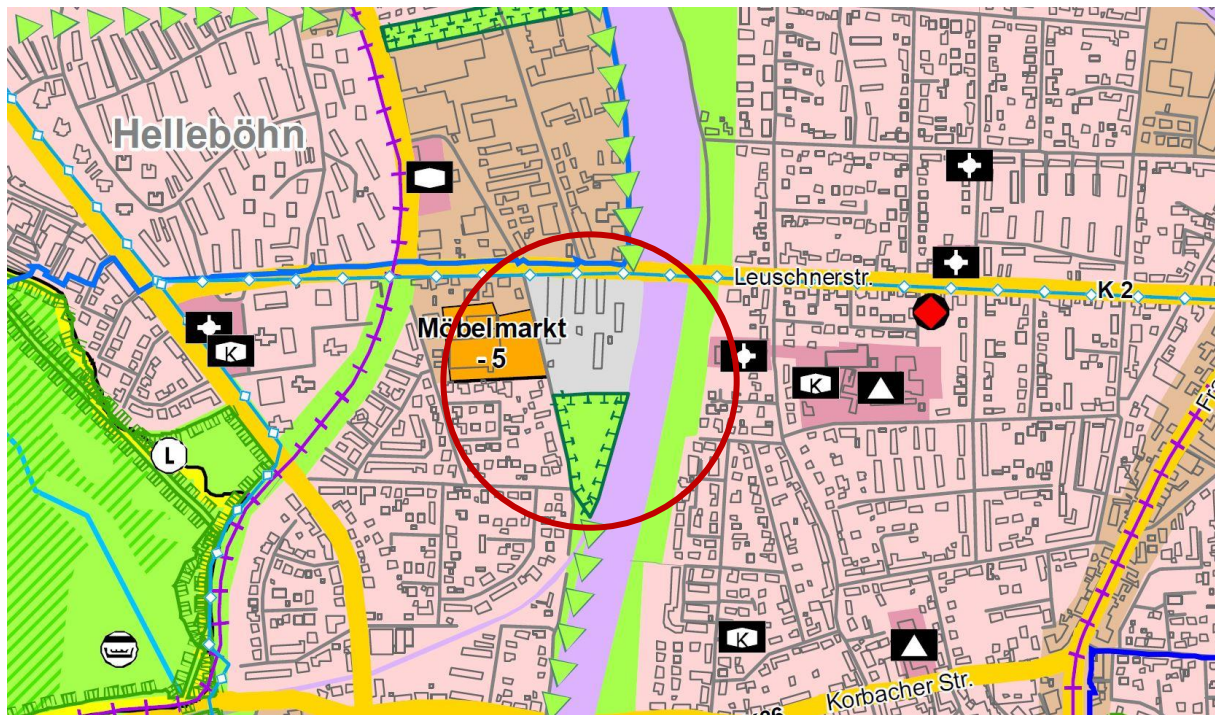 Helleböhn
Leuschnerstr.
K 2
Möbelmarkt
- 5
K
K
L
K
Korbacher Str.